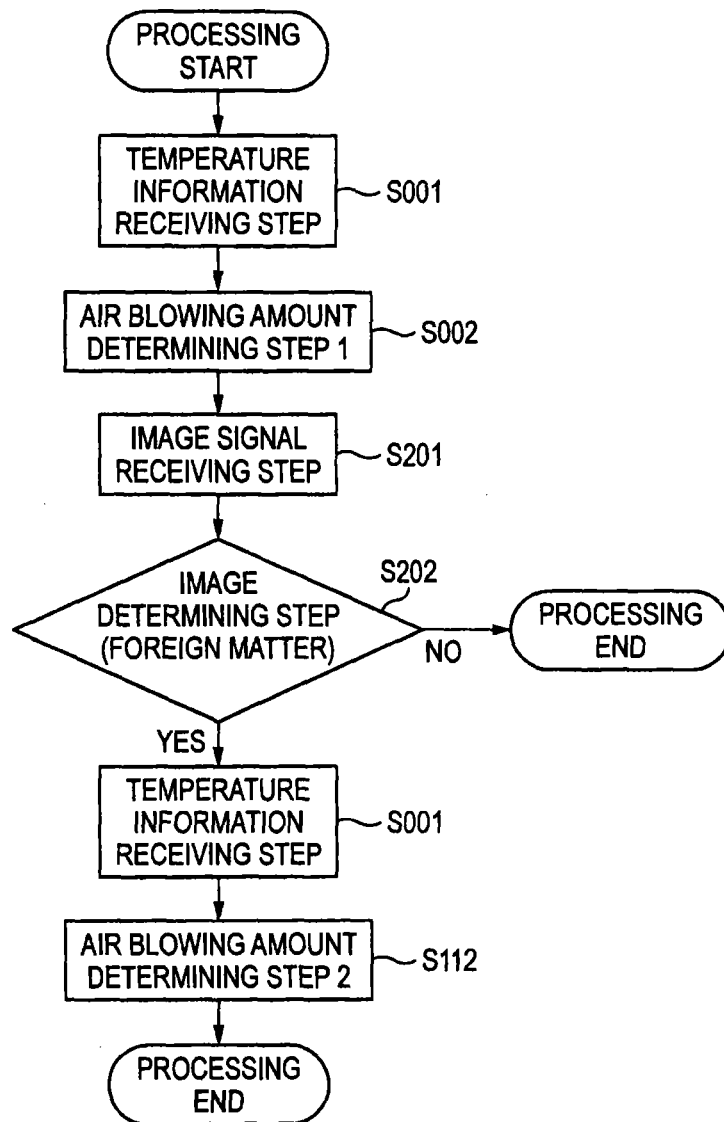 PROCESSING
START
TEMPERATURE
INFORMATION
RECEIVING STEP
S001
AIR BLOWING AMOUNT
DETERMINING STEP 1
S002
IMAGE SIGNAL
RECEIVING STEP
S201
IMAGE
DETERMINING STEP
(FOREIGN MATTER)
S202
NO
PROCESSING
END
YES
TEMPERATURE
INFORMATION
RECEIVING STEP
S001
AIR BLOWING AMOUNT
DETERMINING STEP 2
S112
PROCESSING
END